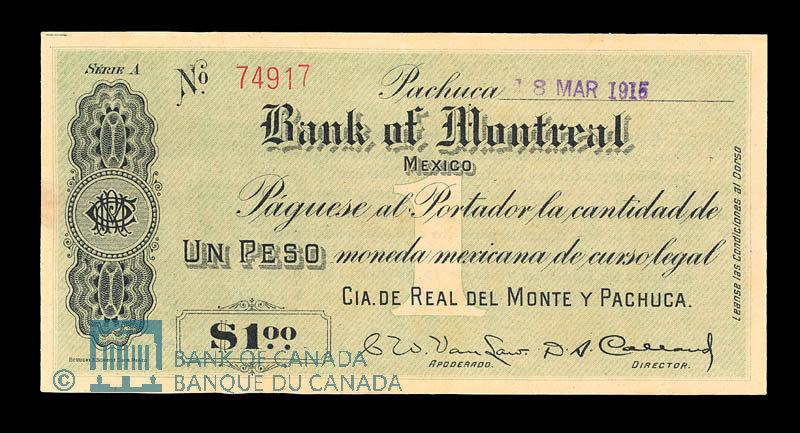 SÉRIE A
No. 74917
Pachuca 18 MAR 1915
Bank of Montreal
MEXICO
Páguese al Portador la cantidad de
UN PESO moneda mexicana de curso legal
1
CIA. DE REAL DEL MONTE Y PACHUCA.
$1.00
APODERADO.
DIRECTOR.
Leanse las Condiciones al Dorso
BANK OF CANADA
© BANQUE DU CANADA